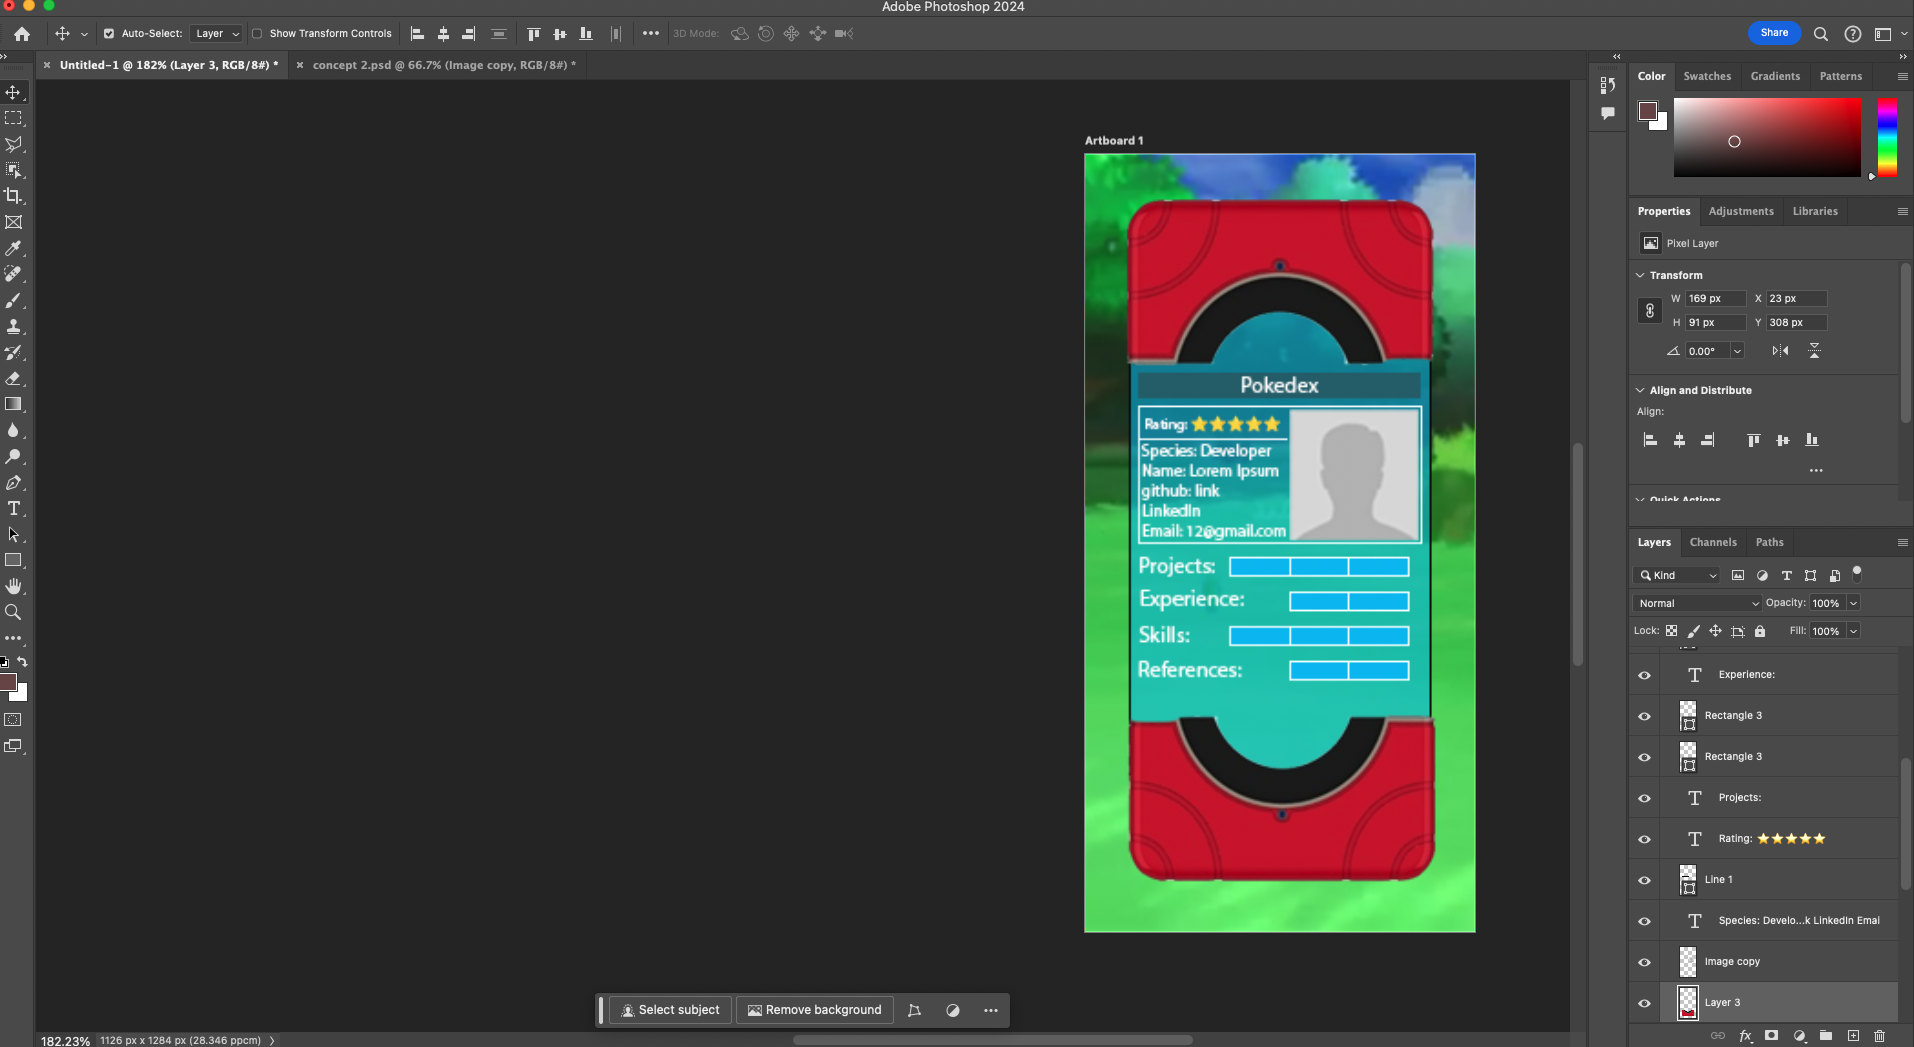 Adobe Photoshop 2024
Auto-Select: Layer Show Transform Controls 3D Mode: Share
Untitled-1 @ 182% (Layer 3, RGB/8#) * concept 2.psd @ 66.7% (Image copy, RGB/8#) *
Color Swatches Gradients Patterns
Artboard 1
Pokedex
Rating: ⭐⭐⭐⭐⭐
Species: Developer
Name: Lorem Ipsum
github: link
LinkedIn
Email: 12@gmail.com
Projects:
Experience:
Skills:
References:
Properties Adjustments Libraries
Pixel Layer
Transform
W 169 px X 23 px
H 91 px Y 308 px
0.00°
Align and Distribute
Align:
Quick Actions
Layers Channels Paths
Kind
Normal Opacity: 100%
Lock: Fill: 100%
Experience:
Rectangle 3
Rectangle 3
Projects:
Rating: ⭐⭐⭐⭐⭐
Line 1
Species: Develo...k LinkedIn Emai
Image copy
Layer 3
Select subject Remove background
182.23% 1126 px x 1284 px (28.346 ppcm)